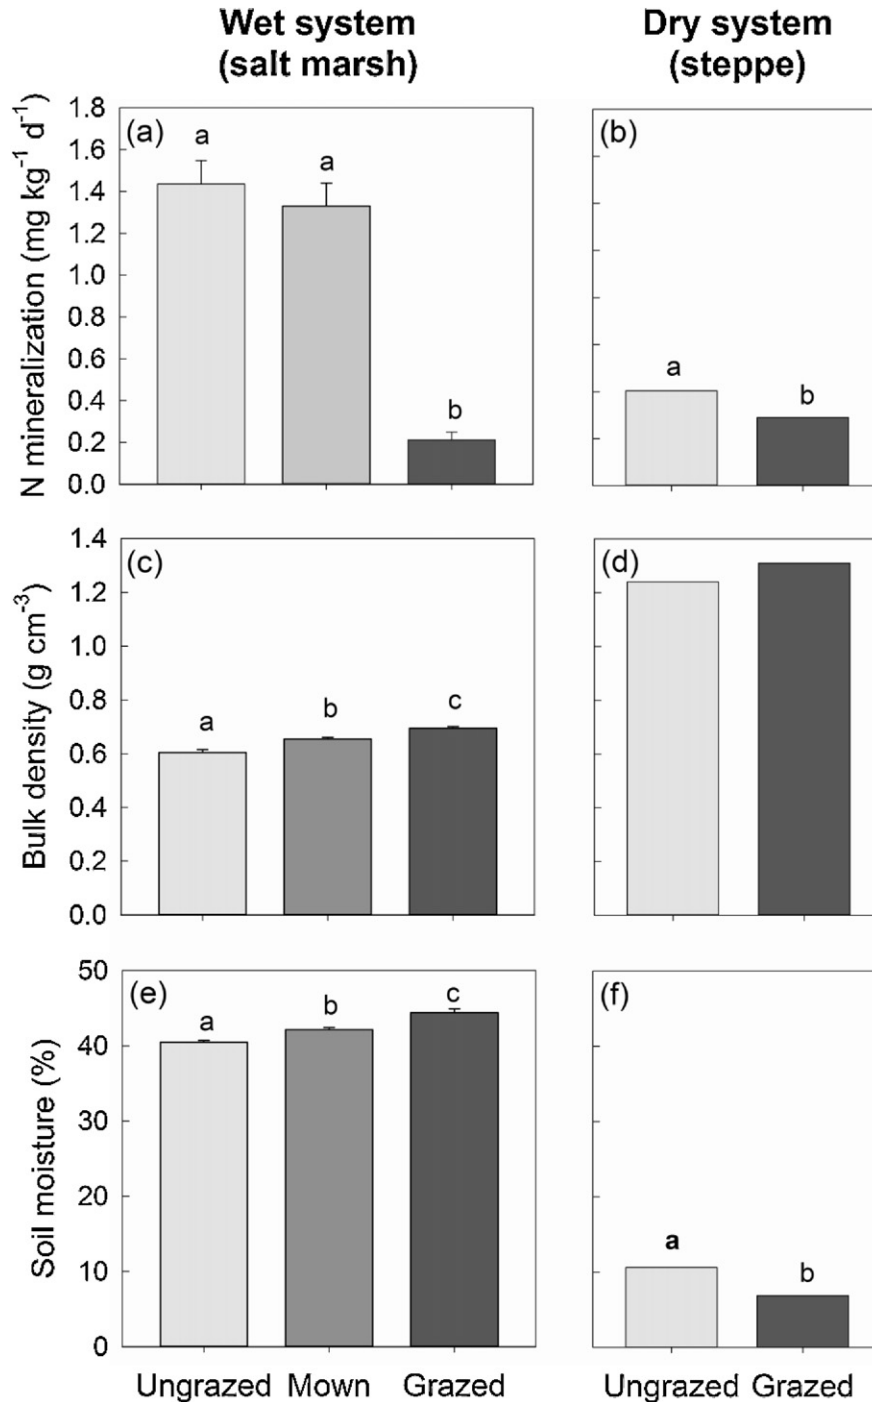 Wet system
(salt marsh)
Dry system
(steppe)
N mineralization (mg kg⁻¹ d⁻¹)
1.8
1.6
1.4
1.2
1.0
0.8
0.6
0.4
0.2
0.0
(a)
a
a
b
(b)
a
b
Bulk density (g cm⁻³)
1.4
1.2
1.0
0.8
0.6
0.4
0.2
0.0
(c)
a
b
c
(d)
Soil moisture (%)
50
40
30
20
10
0
(e)
a
b
c
(f)
a
b
Ungrazed Mown Grazed
Ungrazed Grazed